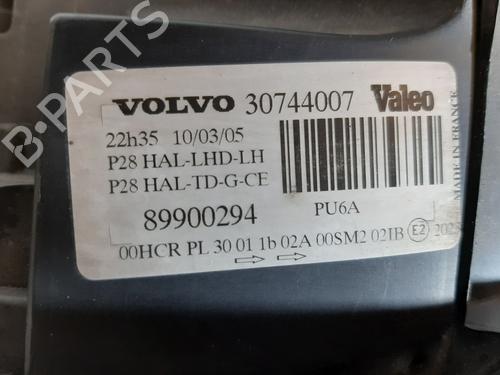 VOLVO 30744007 Valeo
22h35 10/03/05
P28 HAL-LHD-LH
P28 HAL-TD-G-CE
89900294 PU6A
00HCR PL 30 01 1b 02A 00SM2 02IB E2
MADE IN FRANCE
B-PARTS